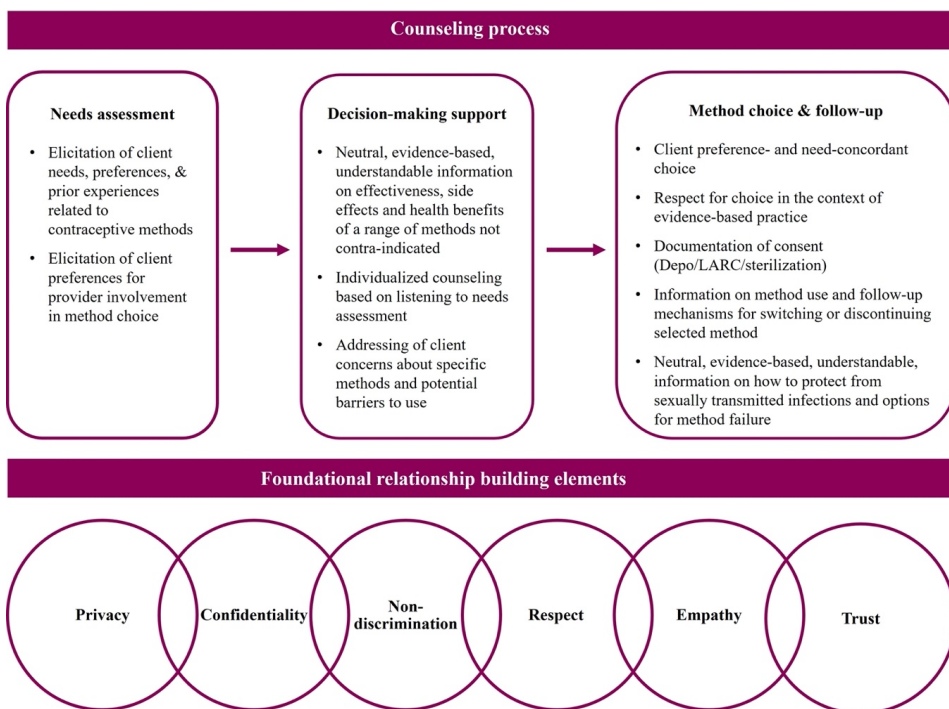 Counseling process
Needs assessment
• Elicitation of client
needs, preferences, &
prior experiences
related to
contraceptive methods
• Elicitation of client
preferences for
provider involvement
in method choice
Decision-making support
• Neutral, evidence-based,
understandable information
on effectiveness, side
effects and health benefits
of a range of methods not
contra-indicated
• Individualized counseling
based on listening to needs
assessment
• Addressing of client
concerns about specific
methods and potential
barriers to use
Method choice & follow-up
• Client preference- and need-concordant
choice
• Respect for choice in the context of
evidence-based practice
• Documentation of consent
(Depo/LARC/sterilization)
• Information on method use and follow-up
mechanisms for switching or discontinuing
selected method
• Neutral, evidence-based, understandable,
information on how to protect from
sexually transmitted infections and options
for method failure
Foundational relationship building elements
Privacy
Confidentiality
Non-
discrimination
Respect
Empathy
Trust